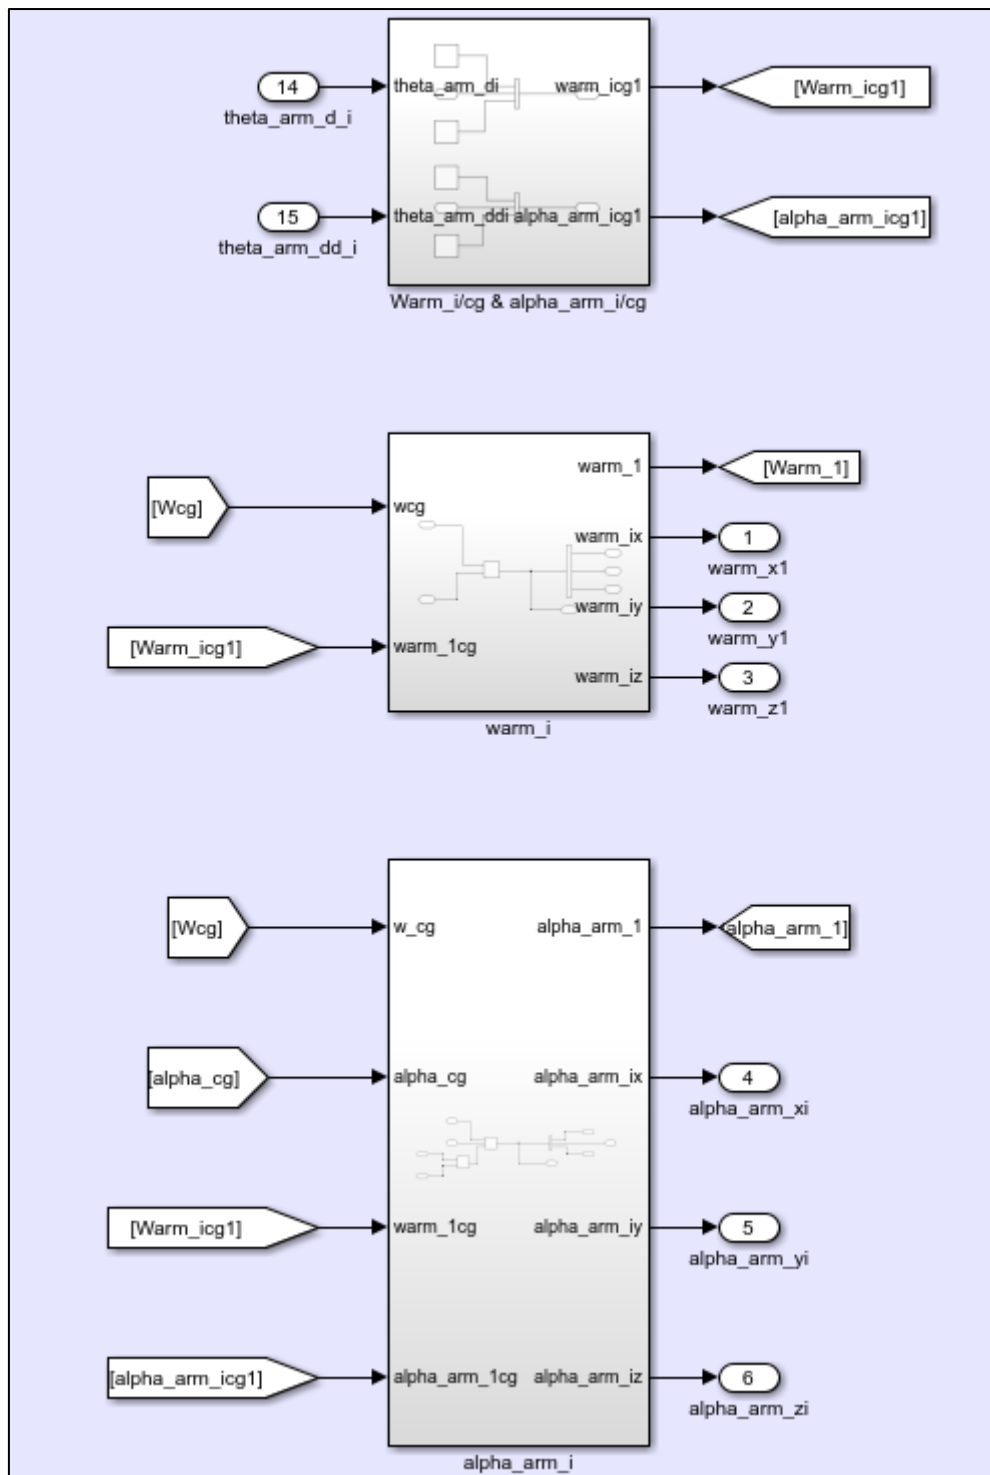 14
theta_arm_d_i
theta_arm_di
warm_icg1
[Warm_icg1]
15
theta_arm_dd_i
theta_arm_ddi
alpha_arm_icg1
[alpha_arm_icg1]
Warm_i/cg & alpha_arm_i/cg
warm_1
[Warm_1]
[Wcg]
wcg
warm_ix
1
warm_x1
warm_iy
2
warm_y1
[Warm_icg1]
warm_1cg
warm_iz
3
warm_z1
warm_i
[Wcg]
w_cg
alpha_arm_1
alpha_arm_1]
[alpha_cg]
alpha_cg
alpha_arm_ix
4
alpha_arm_xi
[Warm_icg1]
warm_1cg
alpha_arm_iy
5
alpha_arm_yi
[alpha_arm_icg1]
alpha_arm_1cg
alpha_arm_iz
6
alpha_arm_zi
alpha_arm_i